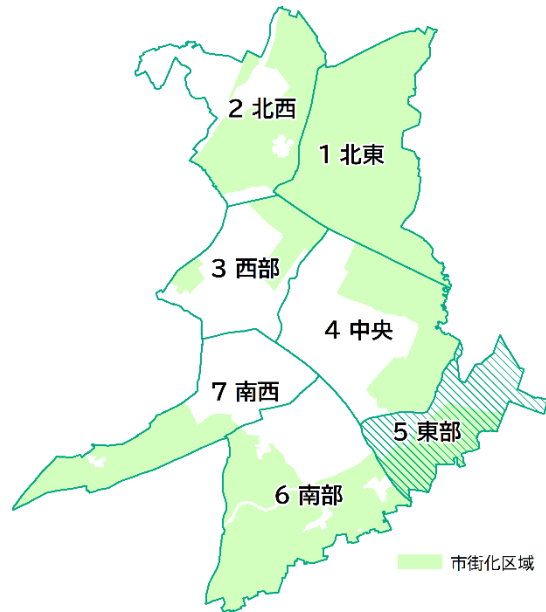 2 北西
1 北東
3 西部
4 中央
7 南西
5 東部
6 南部
市街化区域